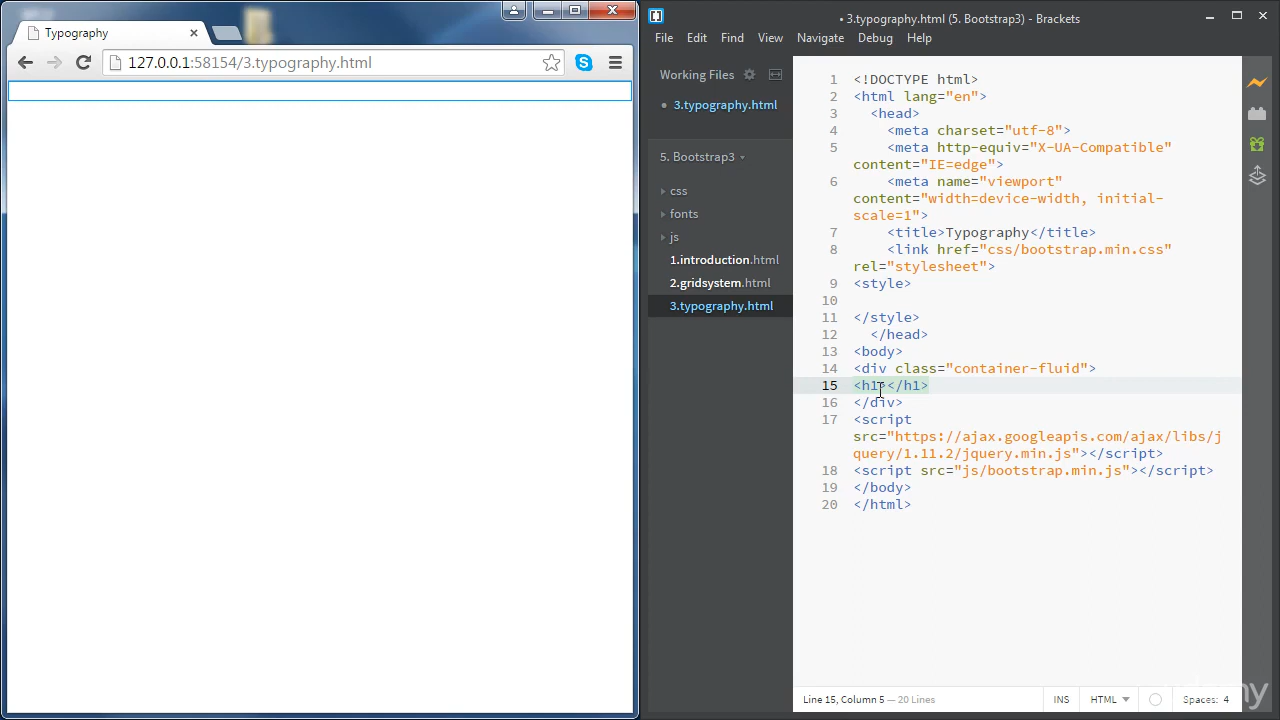 Typography
127.0.0.1:58154/3.typography.html
• 3.typography.html (5. Bootstrap3) - Brackets
File Edit Find View Navigate Debug Help
Working Files
3.typography.html
5. Bootstrap3
css
fonts
js
1.introduction.html
2.gridsystem.html
3.typography.html
1 <!DOCTYPE html>
2 <html lang="en">
3 <head>
4 <meta charset="utf-8">
5 <meta http-equiv="X-UA-Compatible"
content="IE=edge">
6 <meta name="viewport"
content="width=device-width, initial-
scale=1">
7 <title>Typography</title>
8 <link href="css/bootstrap.min.css"
rel="stylesheet">
9 <style>
10
11 </style>
12 </head>
13 <body>
14 <div class="container-fluid">
15 <h1></h1>
16 </div>
17 <script
src="https://ajax.googleapis.com/ajax/libs/j
query/1.11.2/jquery.min.js"></script>
18 <script src="js/bootstrap.min.js"></script>
19 </body>
20 </html>
Line 15, Column 5 — 20 Lines
INS
HTML
Spaces: 4